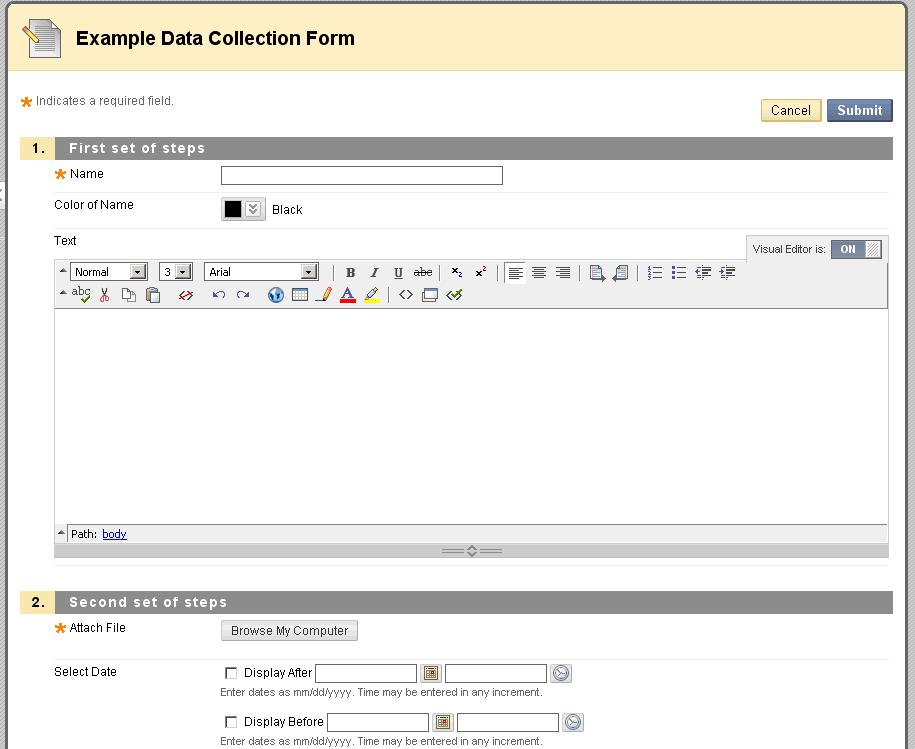 Example Data Collection Form
Indicates a required field.
Cancel Submit
1. First set of steps
Name
Color of Name
Black
Text
Visual Editor is: ON
Normal 3 Arial B I U abc x₂ x²
abc A
Path: body
2. Second set of steps
Attach File Browse My Computer
Select Date Display After
Enter dates as mm/dd/yyyy. Time may be entered in any increment.
Display Before
Enter dates as mm/dd/yyyy. Time may be entered in any increment.